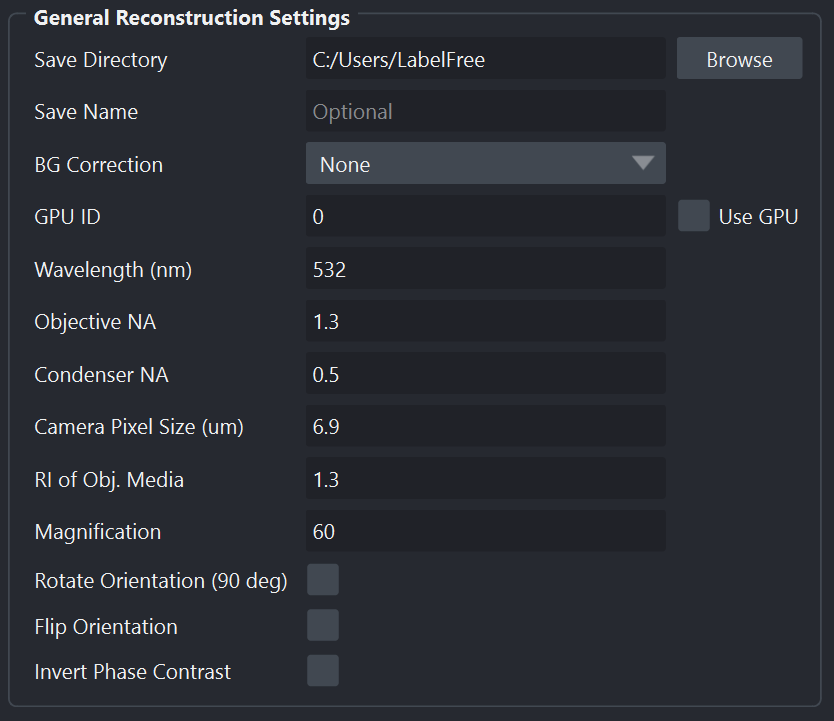 General Reconstruction Settings
Save Directory C:/Users/LabelFree Browse
Save Name Optional
BG Correction None
GPU ID 0 Use GPU
Wavelength (nm) 532
Objective NA 1.3
Condenser NA 0.5
Camera Pixel Size (um) 6.9
RI of Obj. Media 1.3
Magnification 60
Rotate Orientation (90 deg)
Flip Orientation
Invert Phase Contrast